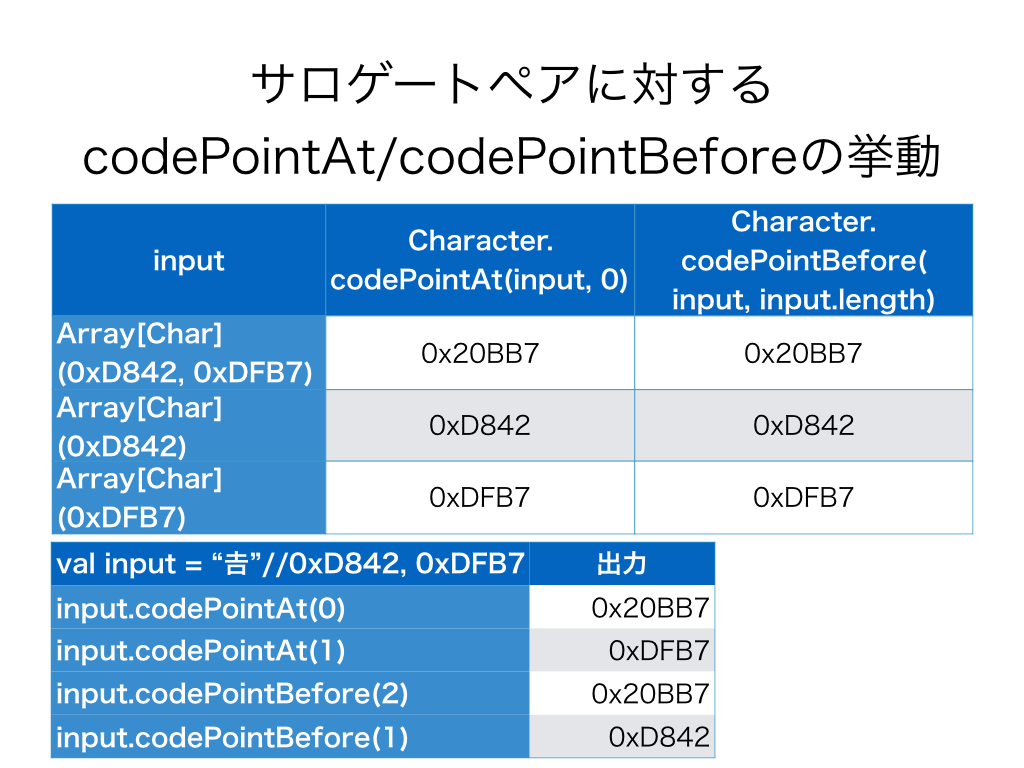 サロゲートペアに対する
codePointAt/codePointBeforeの挙動
input
Character.
codePointAt(input, 0)
Character.
codePointBefore(
input, input.length)
Array[Char]
(0xD842, 0xDFB7)
0x20BB7
0x20BB7
Array[Char]
(0xD842)
0xD842
0xD842
Array[Char]
(0xDFB7)
0xDFB7
0xDFB7
val input = “𠮷”//0xD842, 0xDFB7
出力
input.codePointAt(0)
0x20BB7
input.codePointAt(1)
0xDFB7
input.codePointBefore(2)
0x20BB7
input.codePointBefore(1)
0xD842